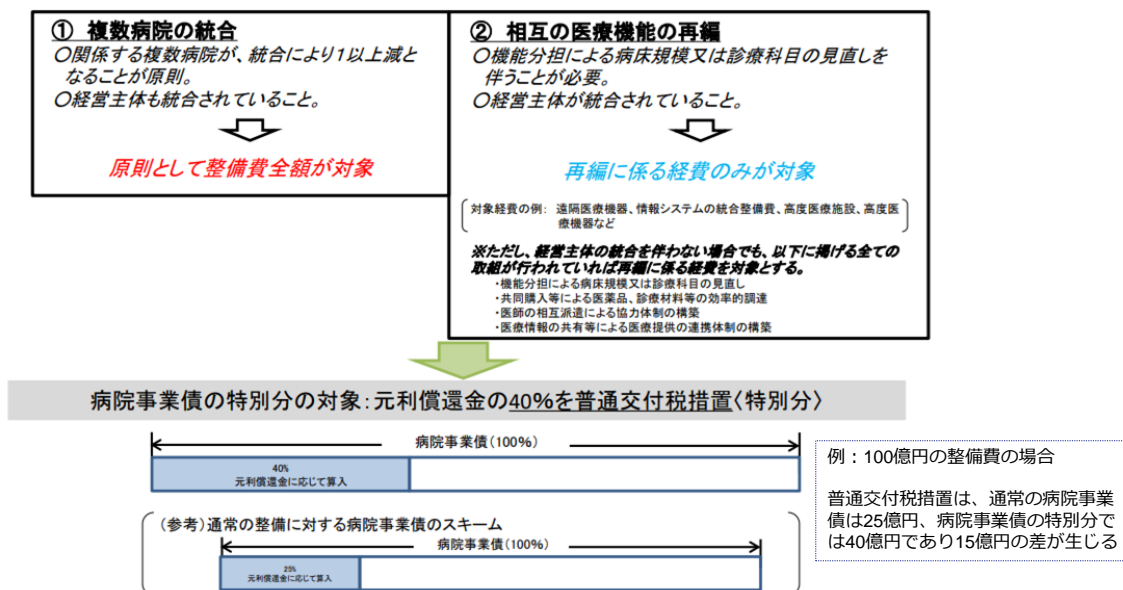 ① 複数病院の統合
○関係する複数病院が、統合により1以上減と
なることが原則。
○経営主体も統合されていること。
原則として整備費全額が対象
② 相互の医療機能の再編
○機能分担による病床規模又は診療科目の見直しを
伴うことが必要。
○経営主体が統合されていること。
再編に係る経費のみが対象
対象経費の例: 遠隔医療機器、情報システムの統合整備費、高度医療施設、高度医
療機器など
※ただし、経営主体の統合を伴わない場合でも、以下に掲げる全ての
取組が行われていれば再編に係る経費を対象とする。
・機能分担による病床規模又は診療科目の見直し
・共同購入等による医薬品、診療材料等の効率的調達
・医師の相互派遣による協力体制の構築
・医療情報の共有等による医療提供の連携体制の構築
病院事業債の特別分の対象:元利償還金の40%を普通交付税措置〈特別分〉
病院事業債(100%)
40%
元利償還金に応じて算入
(参考)通常の整備に対する病院事業債のスキーム
病院事業債(100%)
25%
元利償還金に応じて算入
例:100億円の整備費の場合
普通交付税措置は、通常の病院事業
債は25億円、病院事業債の特別分で
は40億円であり15億円の差が生じる